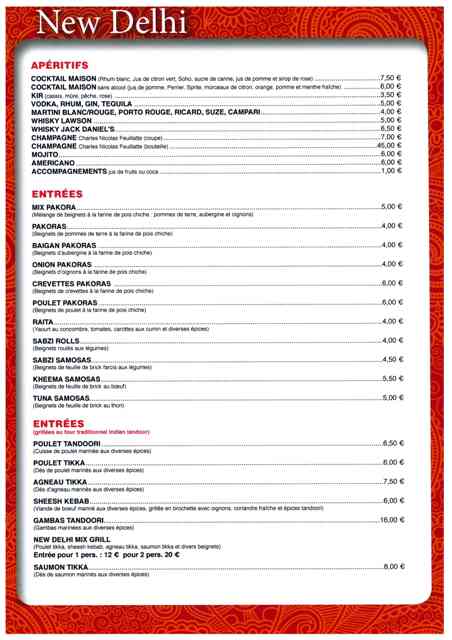 New Delhi
APÉRITIFS
COCKTAIL MAISON (Rhum blanc, Jus de citron vert, Soho, sucre de canne, jus de pomme et sirop de rose) 7,50 €
COCKTAIL MAISON sans alcool (jus de pomme, Perrier, Sprite, morceaux de citron, orange, pomme et menthe fraîche) 6,00 €
KIR (cassis, mûre, pêche, rose) 3,50 €
VODKA, RHUM, GIN, TEQUILA 5,00 €
MARTINI BLANC/ROUGE, PORTO ROUGE, RICARD, SUZE, CAMPARI 4,00 €
WHISKY LAWSON 5,00 €
WHISKY JACK DANIEL'S 6,50 €
CHAMPAGNE Charles Nicolas Feuillatte (coupe) 7,00 €
CHAMPAGNE Charles Nicolas Feuillatte (bouteille) 45,00 €
MOJITO 6,00 €
AMERICANO 6,00 €
ACCOMPAGNEMENTS jus de fruits ou coca 1,00 €
ENTRÉES
MIX PAKORA 5,00 €
(Mélange de beignets à la farine de pois chiche : pommes de terre, aubergine et oignons)
PAKORAS 4,00 €
(Beignets de pommes de terre à la farine de pois chiche)
BAIGAN PAKORAS 4,00 €
(Beignets d'aubergine à la farine de pois chiche)
ONION PAKORAS 4,00 €
(Beignets d'oignons à la farine de pois chiche)
CREVETTES PAKORAS 6,00 €
(Beignets de crevettes à la farine de pois chiche)
POULET PAKORAS 6,00 €
(Beignets de poulet à la farine de pois chiche)
RAITA 4,00 €
(Yaourt au concombre, tomates, carottes aux cumin et diverses épices)
SABZI ROLLS 4,00 €
(Beignets roulés aux légumes)
SABZI SAMOSAS 4,50 €
(Beignets de feuille de brick farcis aux légumes)
KHEEMA SAMOSAS 5,50 €
(Beignets de feuille de brick au bœuf)
TUNA SAMOSAS 5,00 €
(Beignets de feuille de brick au thon)
ENTRÉES
(grillées au four traditionnel indien tandoor)
POULET TANDOORI 6,50 €
(Cuisse de poulet marinés aux diverses épices)
POULET TIKKA 6,00 €
(Dés de poulet marinés aux diverses épices)
AGNEAU TIKKA 7,50 €
(Dés d'agneau marinés aux diverses épices)
SHEESH KEBAB 6,00 €
(Viande de bœuf mariné aux diverses épices, grillée en brochette avec oignons, coriandre fraîche et épices tandoori)
GAMBAS TANDOORI 16,00 €
(Gambas marinées aux diverses épices)
NEW DELHI MIX GRILL
(Poulet tikka, sheesh kebab, agneau tikka, saumon tikka et divers beignets)
Entrée pour 1 pers. : 12 € pour 2 pers. 20 €
SAUMON TIKKA 8,00 €
(Dés de saumon marinés aux diverses épices)